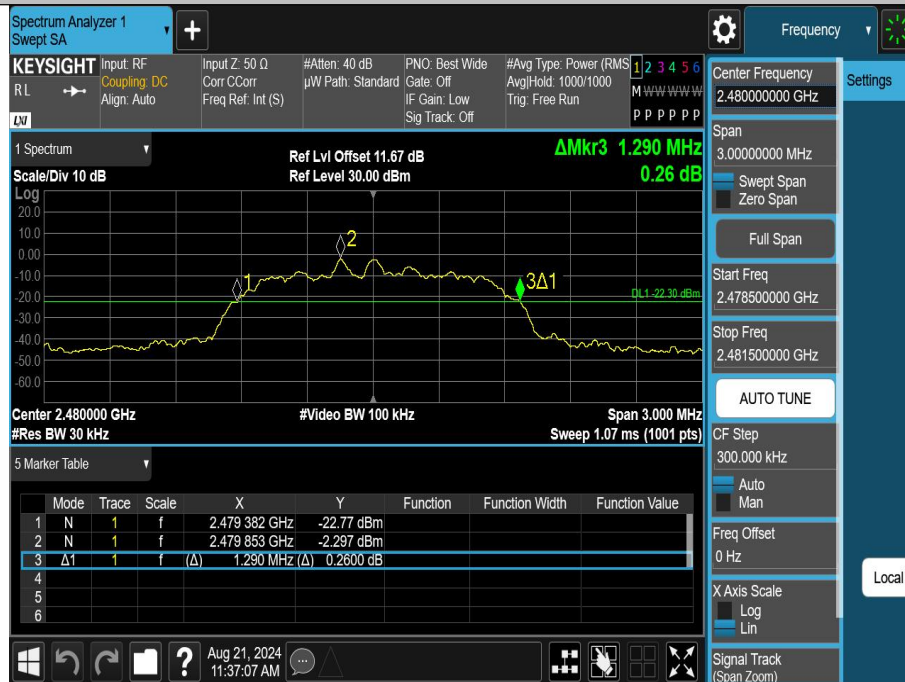 Spectrum Analyzer 1
Swept SA
+
Frequency
KEYSIGHT
RL
LXI
Input: RF
Coupling: DC
Align: Auto
Input Z: 50 Ω
Corr CCorr
Freq Ref: Int (S)
#Atten: 40 dB
µW Path: Standard
PNO: Best Wide
Gate: Off
IF Gain: Low
Sig Track: Off
#Avg Type: Power (RMS
Avg|Hold: 1000/1000
Trig: Free Run
1 2 3 4 5 6
M W W W W W
P P P P P P
1 Spectrum
Scale/Div 10 dB
Ref Lvl Offset 11.67 dB
Ref Level 30.00 dBm
ΔMkr3 1.290 MHz
0.26 dB
Log
20.0
10.0
0.00
-10.0
-20.0
-30.0
-40.0
-50.0
-60.0
1
2
3Δ1
DL1 -22.30 dBm
Center 2.480000 GHz
#Video BW 100 kHz
Span 3.000 MHz
#Res BW 30 kHz
Sweep 1.07 ms (1001 pts)
5 Marker Table
Mode Trace Scale X Y Function Function Width Function Value
1 N 1 f 2.479 382 GHz -22.77 dBm
2 N 1 f 2.479 853 GHz -2.297 dBm
3 Δ1 1 f (Δ) 1.290 MHz (Δ) 0.2600 dB
4
5
6
?
Aug 21, 2024
11:37:07 AM
Center Frequency
2.480000000 GHz
Span
3.00000000 MHz
Swept Span
Zero Span
Full Span
Start Freq
2.478500000 GHz
Stop Freq
2.481500000 GHz
AUTO TUNE
CF Step
300.000 kHz
Auto
Man
Freq Offset
0 Hz
X Axis Scale
Log
Lin
Signal Track
(Span Zoom)
Settings
Local